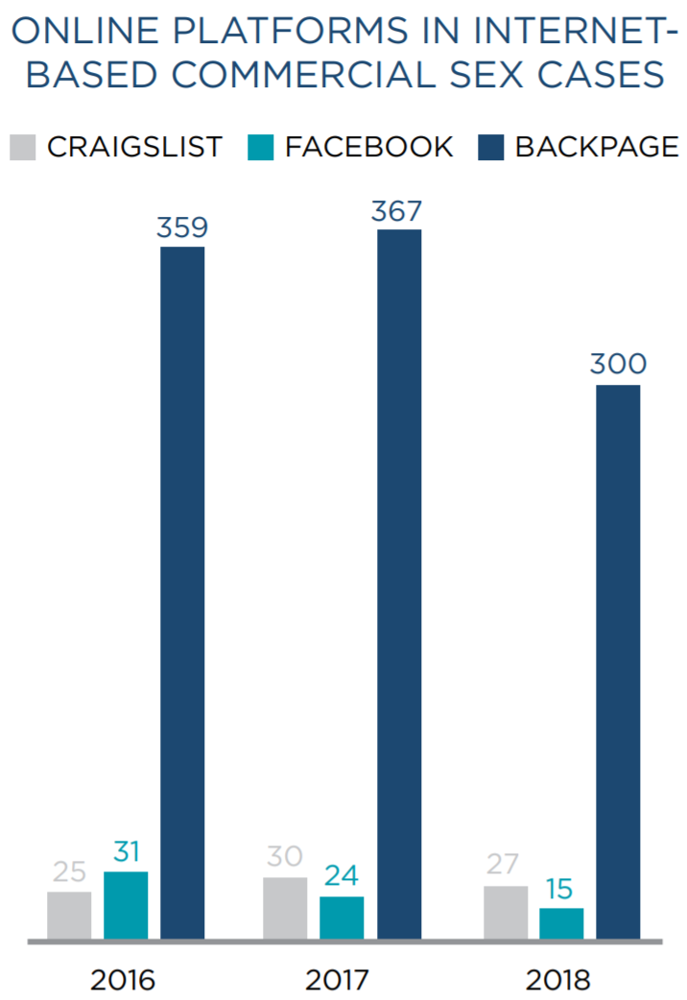 ONLINE PLATFORMS IN INTERNET-
BASED COMMERCIAL SEX CASES
CRAIGSLIST FACEBOOK BACKPAGE
359 367 300
25 31 30 24 27 15
2016 2017 2018